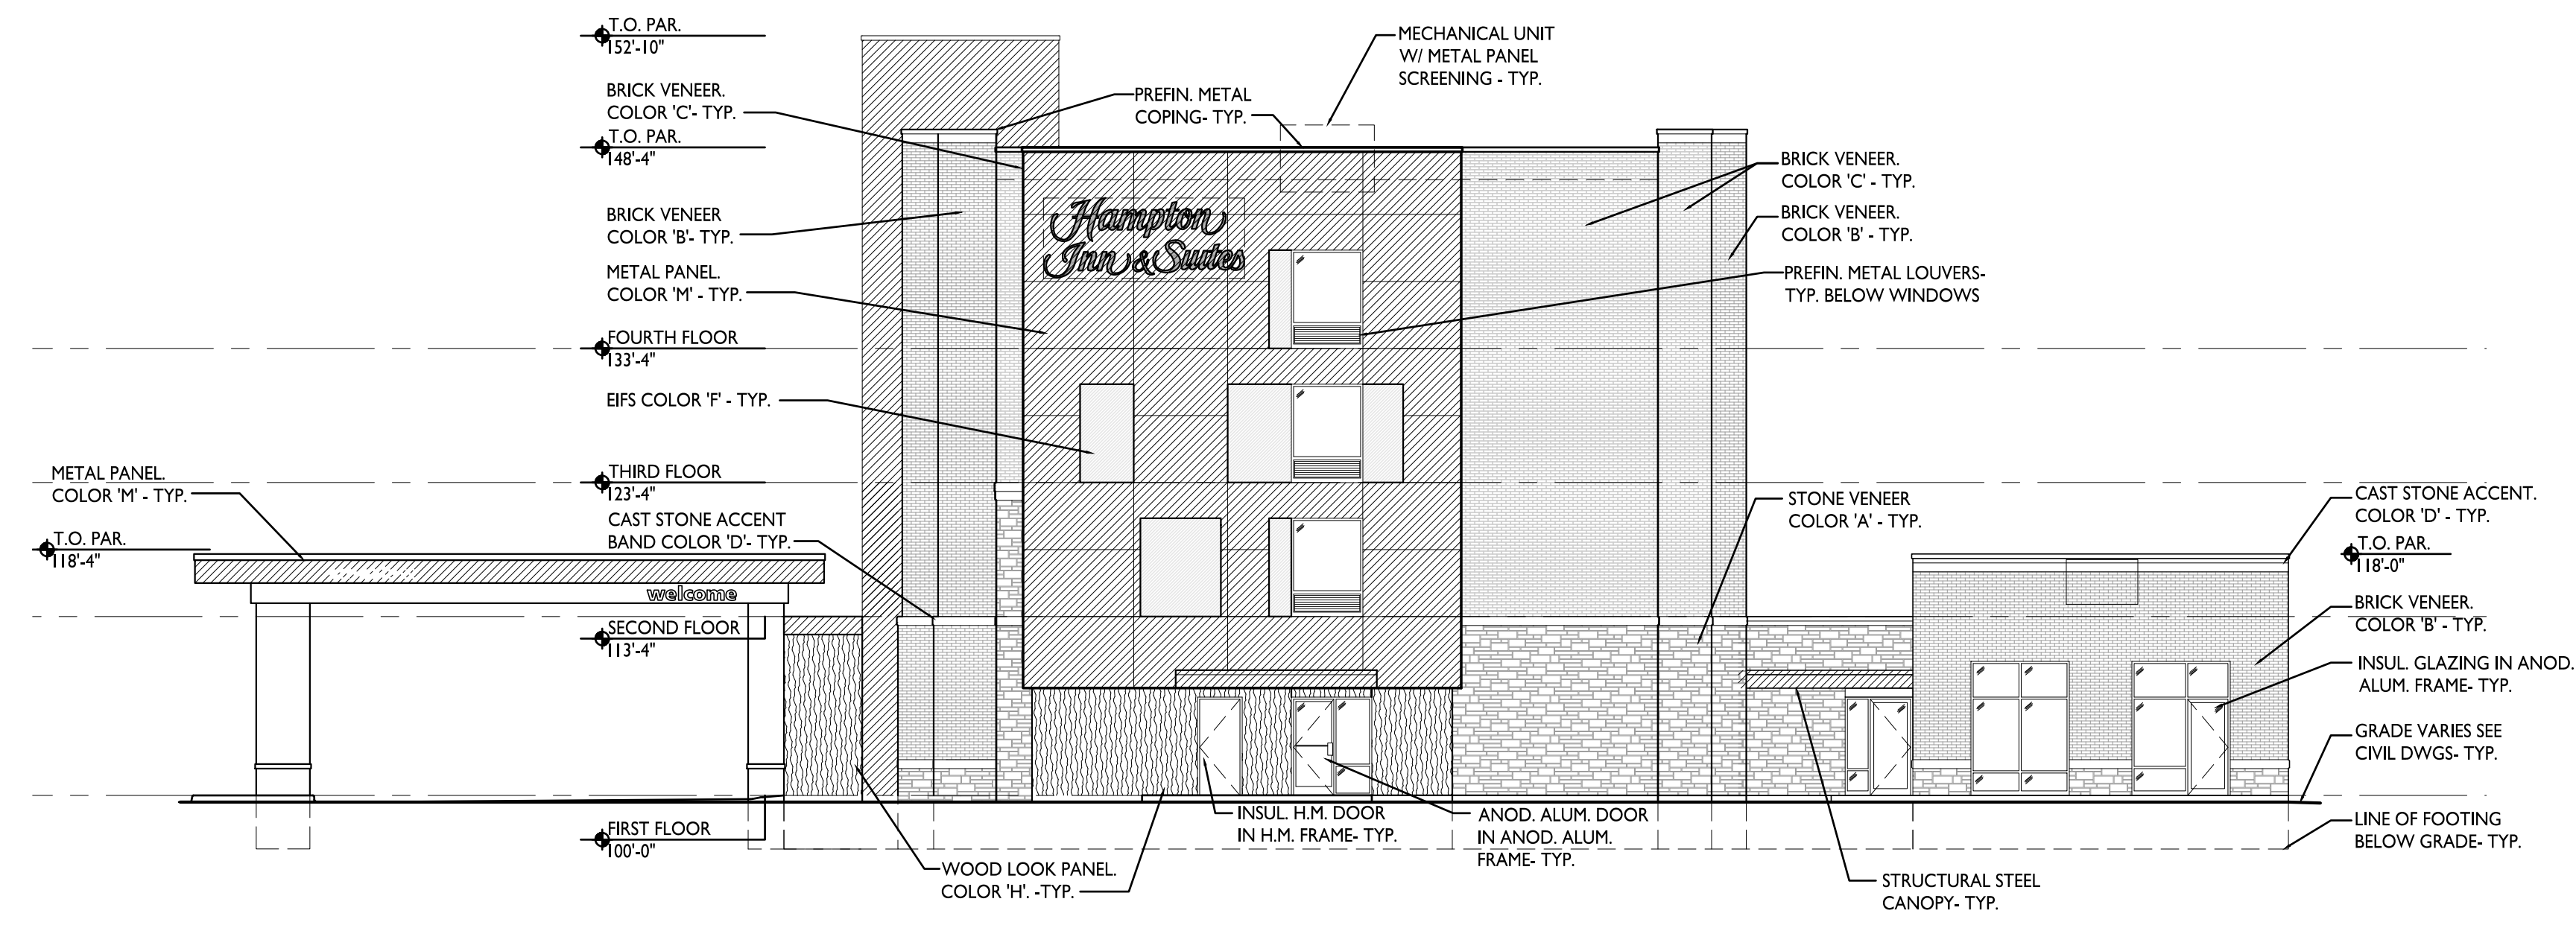 T.O. PAR.
152'-10"
BRICK VENEER.
COLOR 'C'- TYP.
T.O. PAR.
148'-4"
BRICK VENEER
COLOR 'B'- TYP.
METAL PANEL.
COLOR 'M' - TYP.
FOURTH FLOOR
133'-4"
EIFS COLOR 'F' - TYP.
THIRD FLOOR
123'-4"
CAST STONE ACCENT
BAND COLOR 'D'- TYP.
SECOND FLOOR
113'-4"
FIRST FLOOR
100'-0"
METAL PANEL.
COLOR 'M' - TYP.
T.O. PAR.
118'-4"
welcome
PREFIN. METAL
COPING- TYP.
MECHANICAL UNIT
W/ METAL PANEL
SCREENING - TYP.
Hampton
Inn & Suites
BRICK VENEER.
COLOR 'C' - TYP.
BRICK VENEER.
COLOR 'B' - TYP.
PREFIN. METAL LOUVERS-
TYP. BELOW WINDOWS
STONE VENEER
COLOR 'A' - TYP.
CAST STONE ACCENT.
COLOR 'D' - TYP.
T.O. PAR.
118'-0"
BRICK VENEER.
COLOR 'B' - TYP.
INSUL. GLAZING IN ANOD.
ALUM. FRAME- TYP.
GRADE VARIES SEE
CIVIL DWGS- TYP.
LINE OF FOOTING
BELOW GRADE- TYP.
INSUL. H.M. DOOR
IN H.M. FRAME- TYP.
ANOD. ALUM. DOOR
IN ANOD. ALUM.
FRAME- TYP.
WOOD LOOK PANEL.
COLOR 'H'. -TYP.
STRUCTURAL STEEL
CANOPY- TYP.